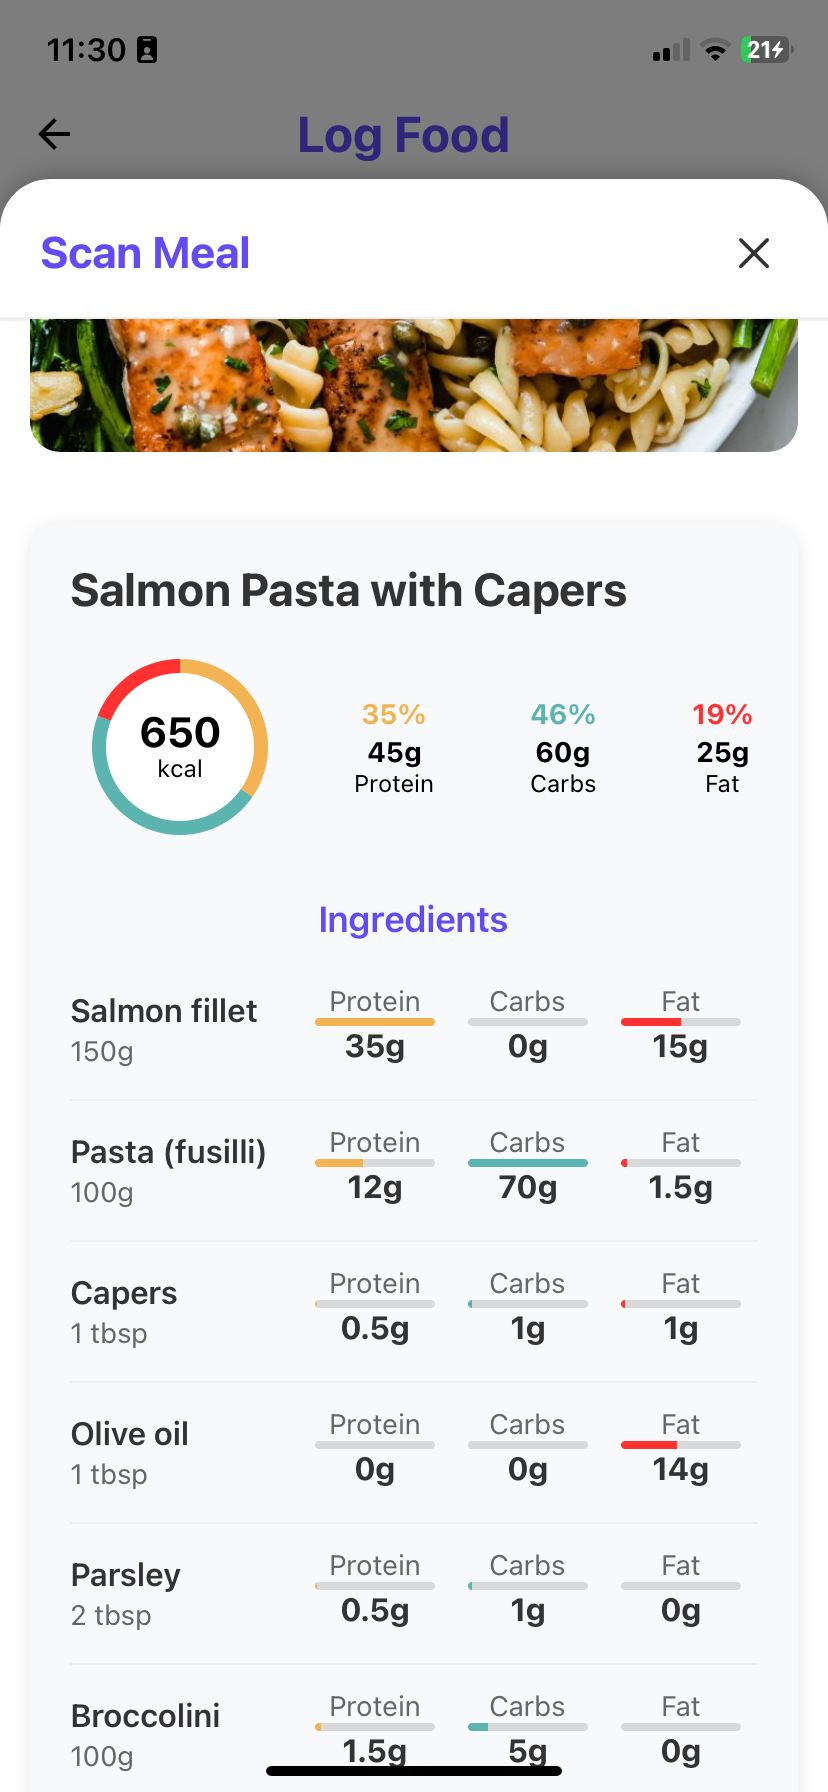 11:30
21
Log Food
Scan Meal
Salmon Pasta with Capers
650
kcal
35%
45g
Protein
46%
60g
Carbs
19%
25g
Fat
Ingredients
Salmon fillet
150g
Protein
35g
Carbs
0g
Fat
15g
Pasta (fusilli)
100g
Protein
12g
Carbs
70g
Fat
1.5g
Capers
1 tbsp
Protein
0.5g
Carbs
1g
Fat
1g
Olive oil
1 tbsp
Protein
0g
Carbs
0g
Fat
14g
Parsley
2 tbsp
Protein
0.5g
Carbs
1g
Fat
0g
Broccolini
100g
Protein
1.5g
Carbs
5g
Fat
0g